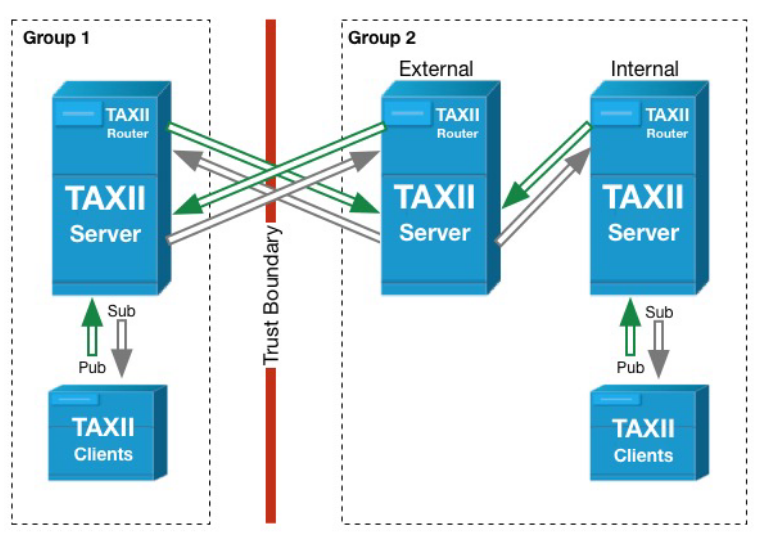 Group 1
Group 2
External
Internal
TAXII
Router
TAXII
Server
TAXII
Router
TAXII
Server
TAXII
Router
TAXII
Server
Trust Boundary
Sub
Pub
Sub
Pub
TAXII
Clients
TAXII
Clients